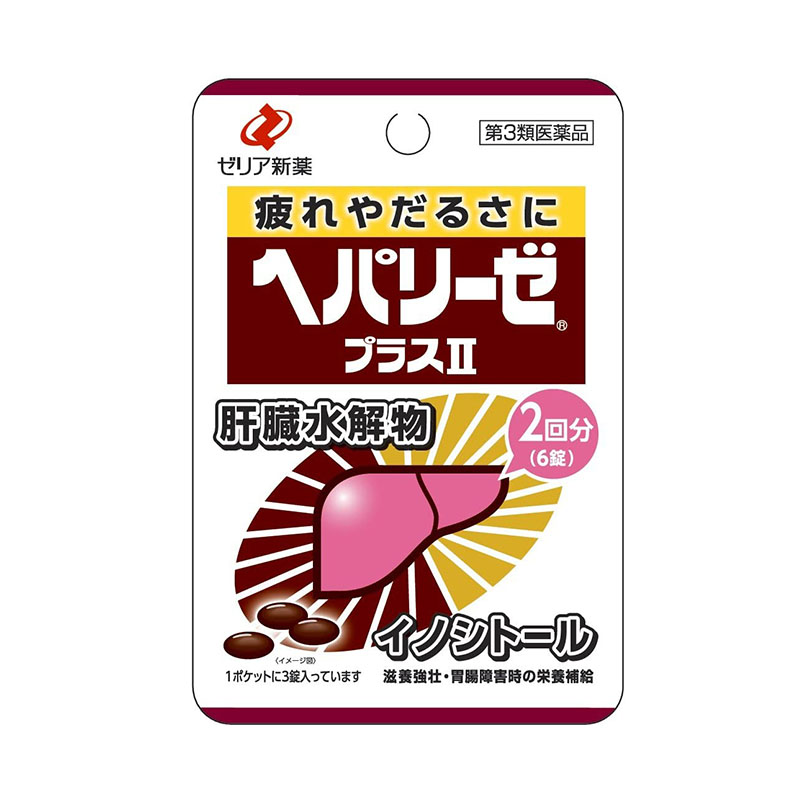 ゼリア新薬
第3類医薬品
疲れやだるさに
ヘパリーゼ®
プラスII
肝臓水解物
2回分
(6錠)
イノシトール
〈イメージ図〉
1ポケットに3錠入っています
滋養強壮・胃腸障害時の栄養補給